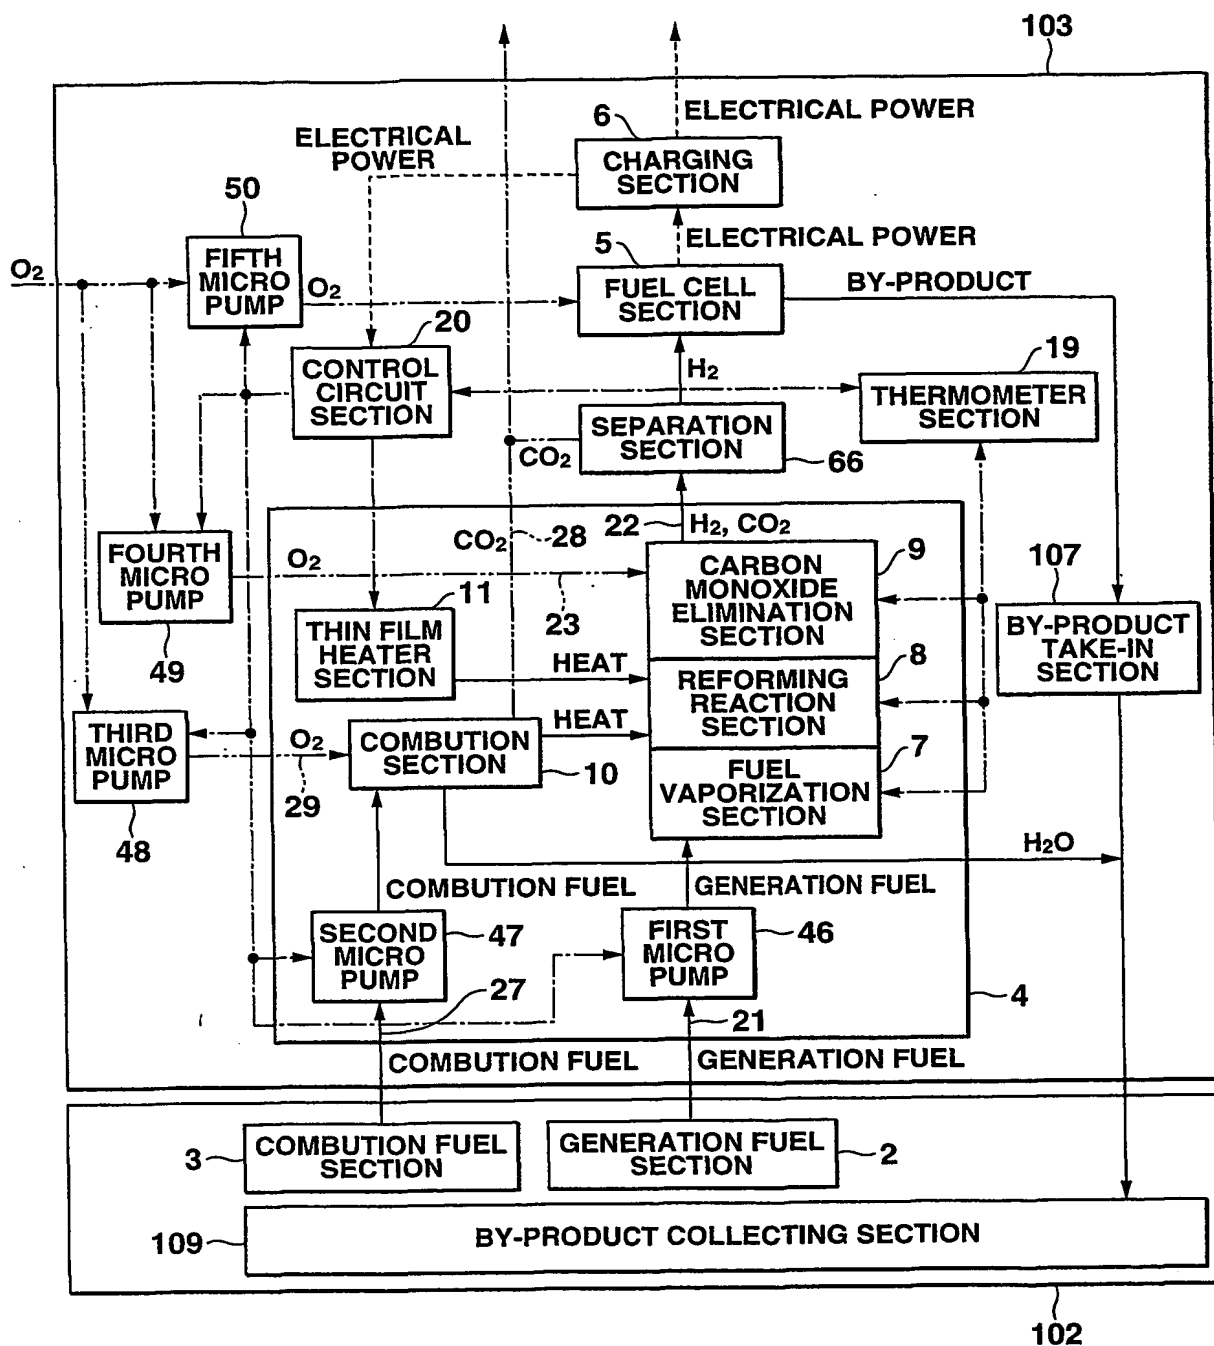 103
ELECTRICAL POWER
6
ELECTRICAL
POWER
CHARGING
SECTION
50
ELECTRICAL POWER
5
O2
FIFTH
MICRO
PUMP
O2
FUEL CELL
SECTION
BY-PRODUCT
20
H2
19
CONTROL
CIRCUIT
SECTION
THERMOMETER
SECTION
SEPARATION
SECTION
CO2
66
22
H2, CO2
CO2
28
FOURTH
MICRO
PUMP
O2
CARBON
MONOXIDE
ELIMINATION
SECTION
9
107
11
23
49
THIN FILM
HEATER
SECTION
HEAT
BY-PRODUCT
TAKE-IN
SECTION
REFORMING
REACTION
SECTION
8
HEAT
THIRD
MICRO
PUMP
O2
29
COMBUTION
SECTION
10
FUEL
VAPORIZATION
SECTION
7
48
H2O
COMBUTION FUEL
GENERATION FUEL
SECOND
MICRO
PUMP
47
FIRST
MICRO
PUMP
46
27
21
4
COMBUTION FUEL
GENERATION FUEL
3
COMBUTION FUEL
SECTION
GENERATION FUEL
SECTION
2
109
BY-PRODUCT COLLECTING SECTION
102